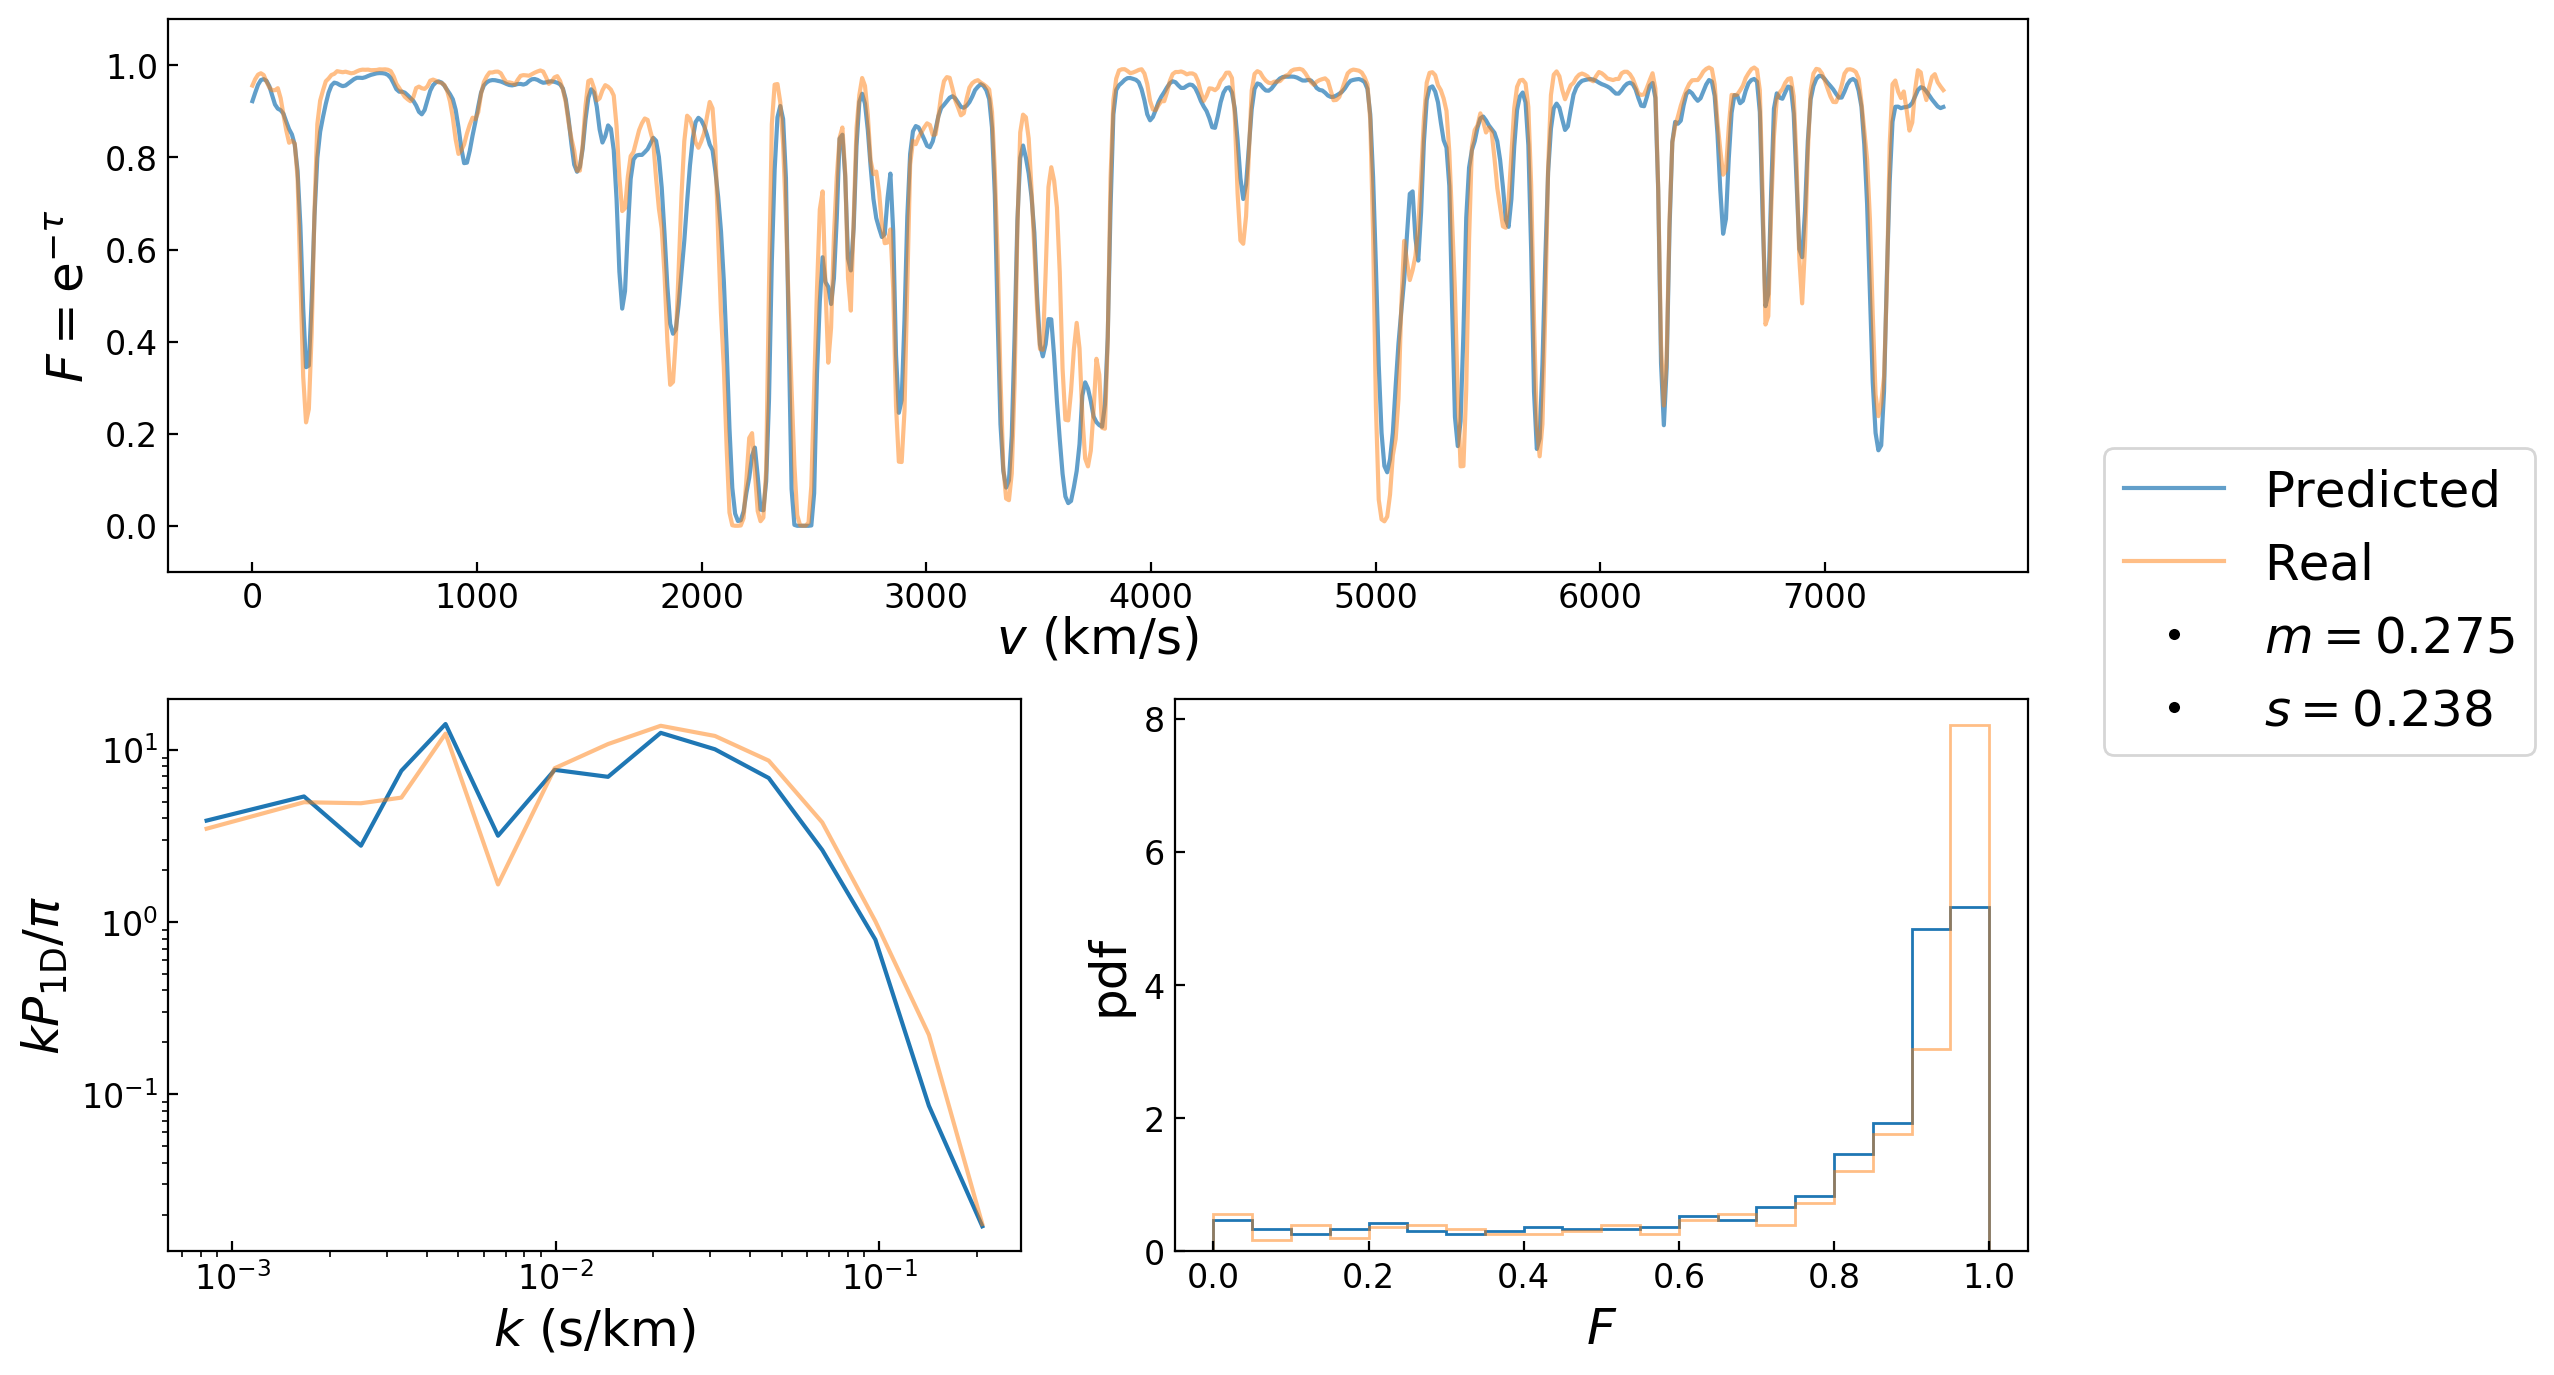 1.0
0.8
0.6
0.4
0.2
0.0
F = e^{-τ}
0 1000 2000 3000 4000 5000 6000 7000
v (km/s)
Predicted
Real
m = 0.275
s = 0.238
10^1
10^0
10^{-1}
kP_{1D}/π
10^{-3} 10^{-2} 10^{-1}
k (s/km)
8
6
4
2
0
pdf
0.0 0.2 0.4 0.6 0.8 1.0
F